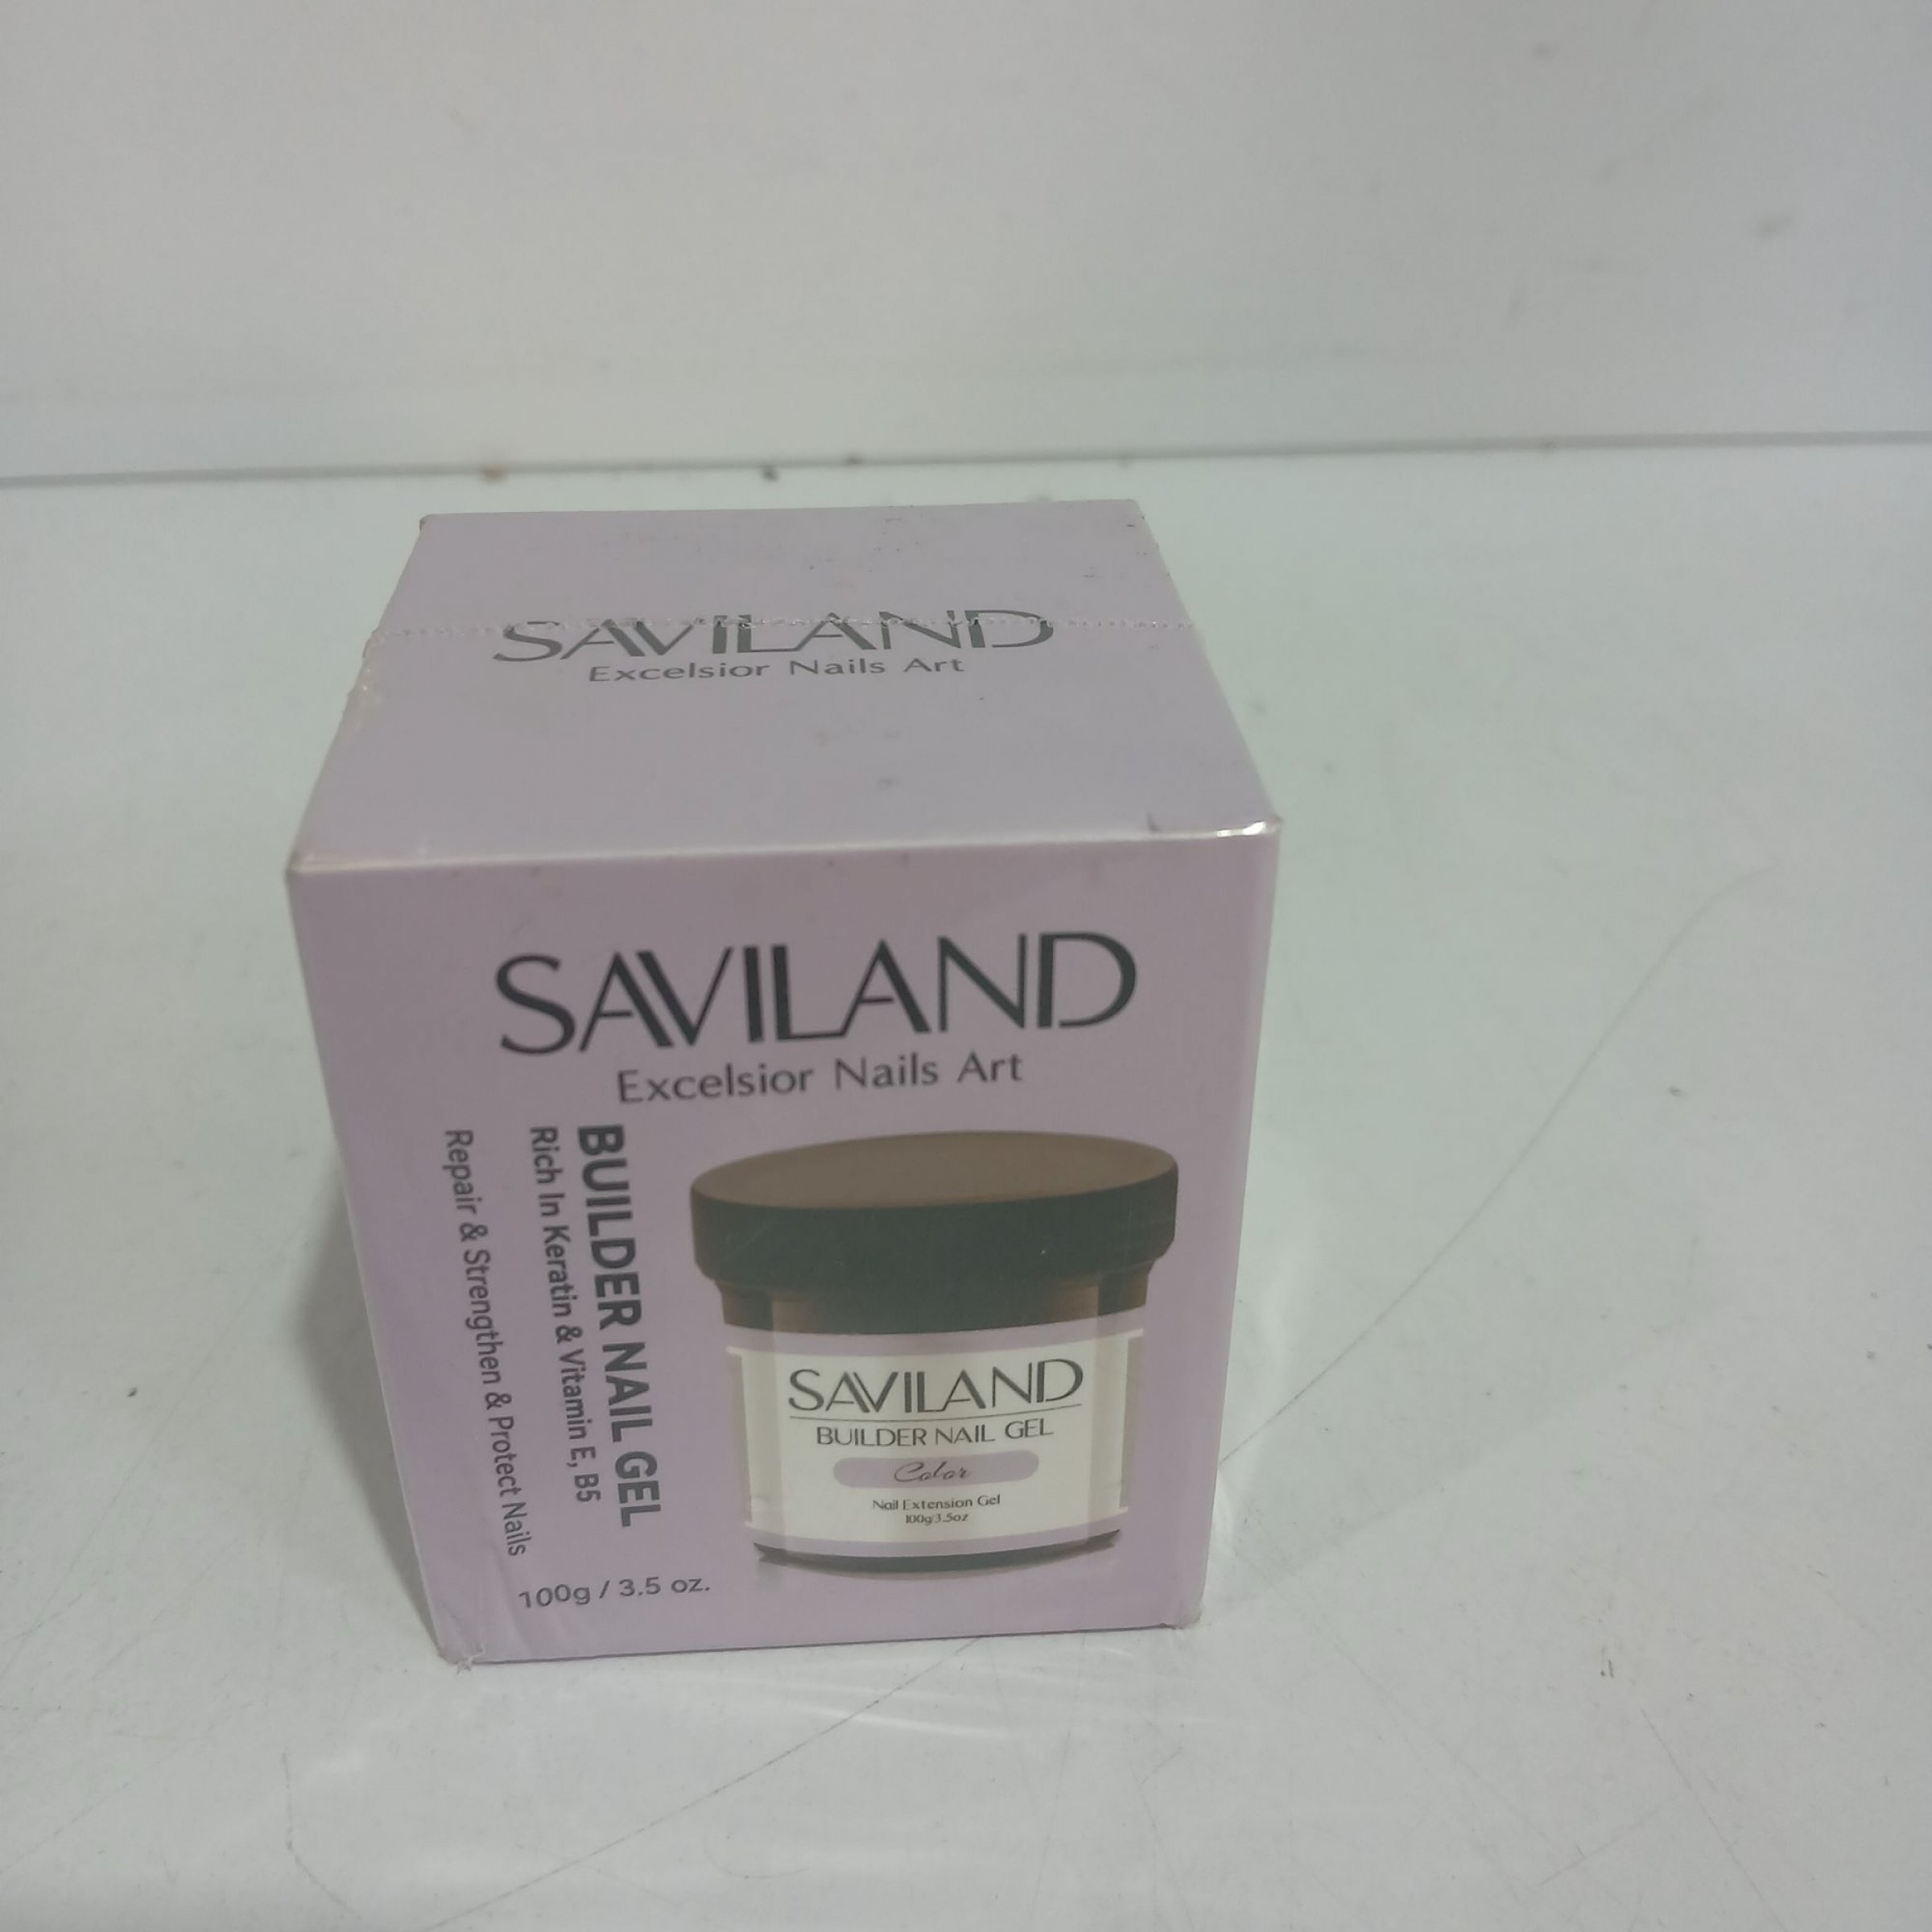 SAVILAND
Excelsior Nails Art
SAVILAND
Excelsior Nails Art
BUILDER NAIL GEL
Rich In Keratin & Vitamin E, B5
Repair & Strengthen & Protect Nails
100g / 3.5 oz.
SAVILAND
BUILDER NAIL GEL
Color
Nail Extension Gel
100g/3.5oz